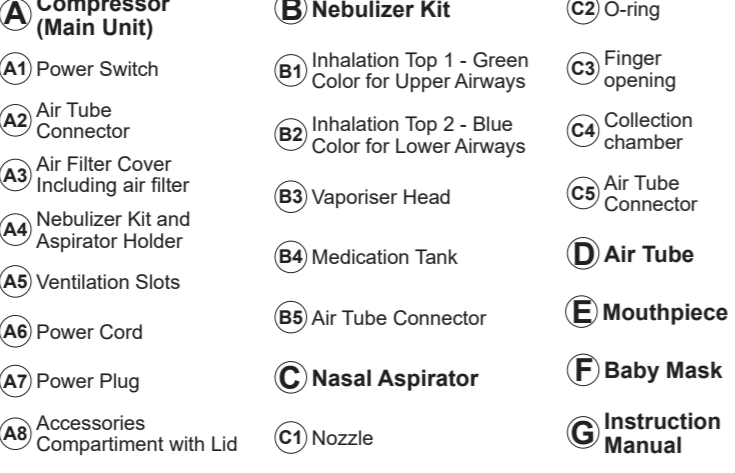 A Compressor
(Main Unit)
A1 Power Switch
A2 Air Tube
Connector
A3 Air Filter Cover
Including air filter
A4 Nebulizer Kit and
Aspirator Holder
A5 Ventilation Slots
A6 Power Cord
A7 Power Plug
A8 Accessories
Compartiment with Lid
B Nebulizer Kit
B1 Inhalation Top 1 - Green
Color for Upper Airways
B2 Inhalation Top 2 - Blue
Color for Lower Airways
B3 Vaporiser Head
B4 Medication Tank
B5 Air Tube Connector
C Nasal Aspirator
C1 Nozzle
C2 O-ring
C3 Finger
opening
C4 Collection
chamber
C5 Air Tube
Connector
D Air Tube
E Mouthpiece
F Baby Mask
G Instruction
Manual